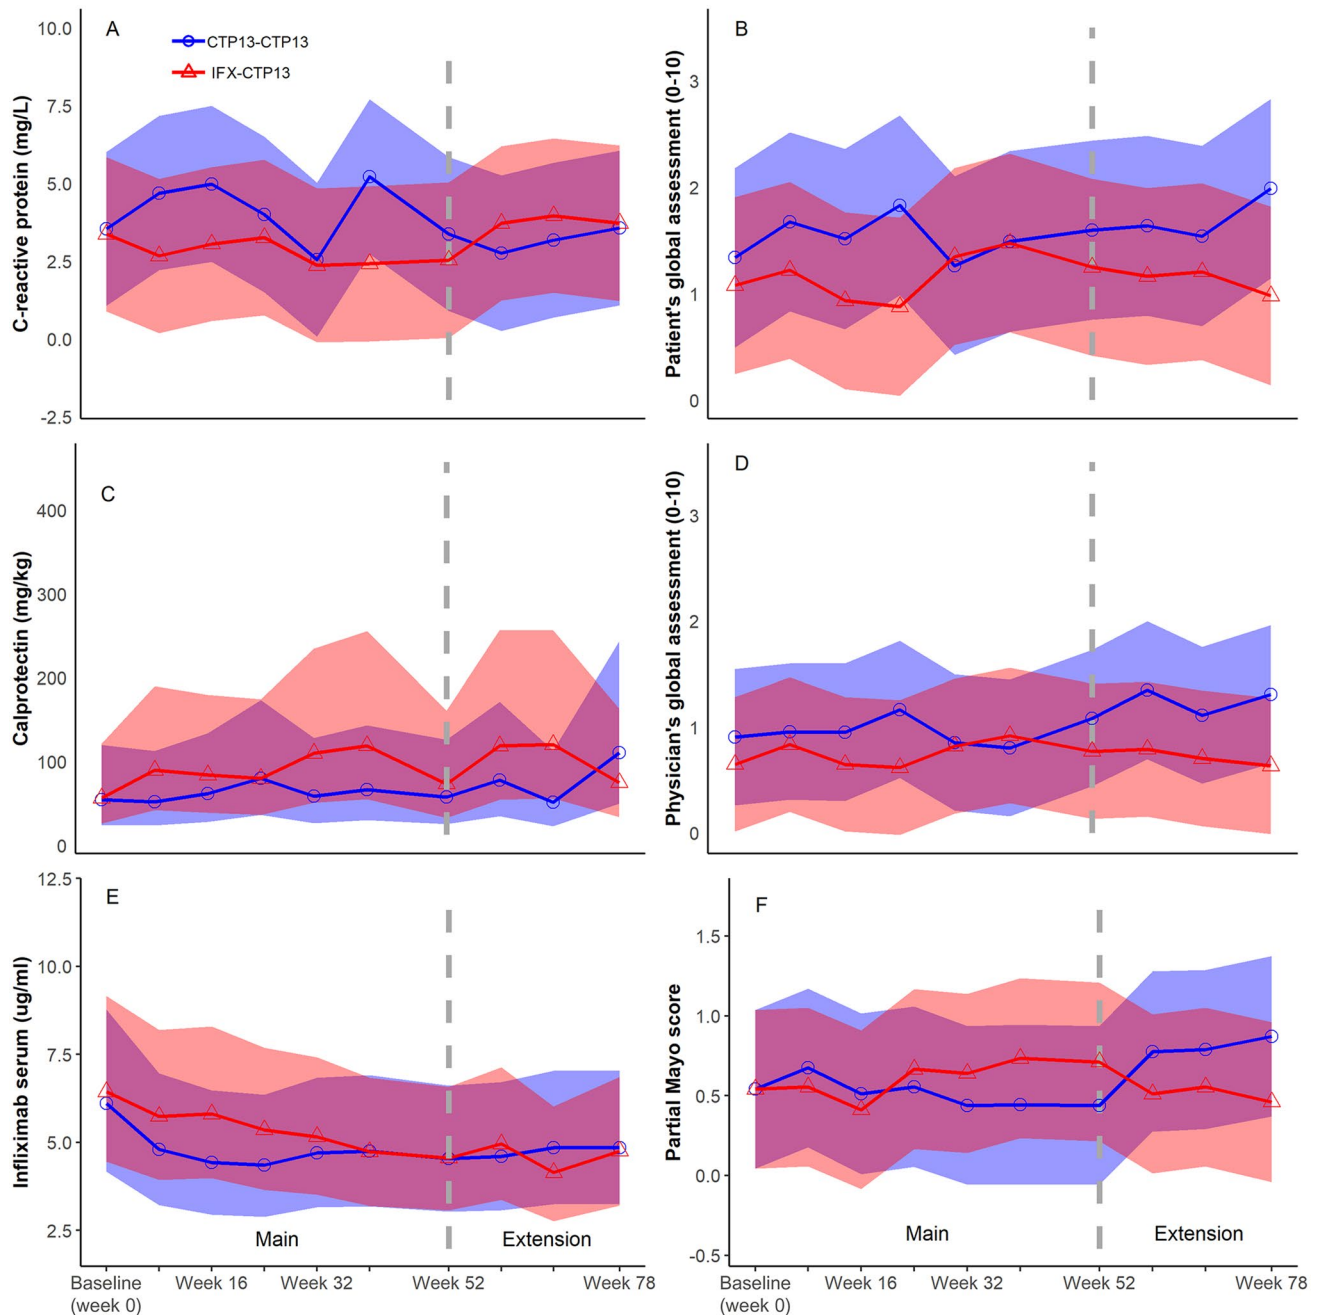 A
CTP13-CTP13
IFX-CTP13
C-reactive protein (mg/L)
10.0
7.5
5.0
2.5
0.0
-2.5
B
Patient's global assessment (0-10)
3
2
1
0
C
Calprotectin (mg/kg)
400
300
200
100
0
D
Physician's global assessment (0-10)
3
2
1
0
E
Infliximab serum (ug/ml)
12.5
10.0
7.5
5.0
2.5
Main
Extension
Baseline
(week 0)
Week 16
Week 32
Week 52
Week 78
F
Partial Mayo score
1.5
1.0
0.5
0.0
-0.5
Main
Extension
Baseline
(week 0)
Week 16
Week 32
Week 52
Week 78